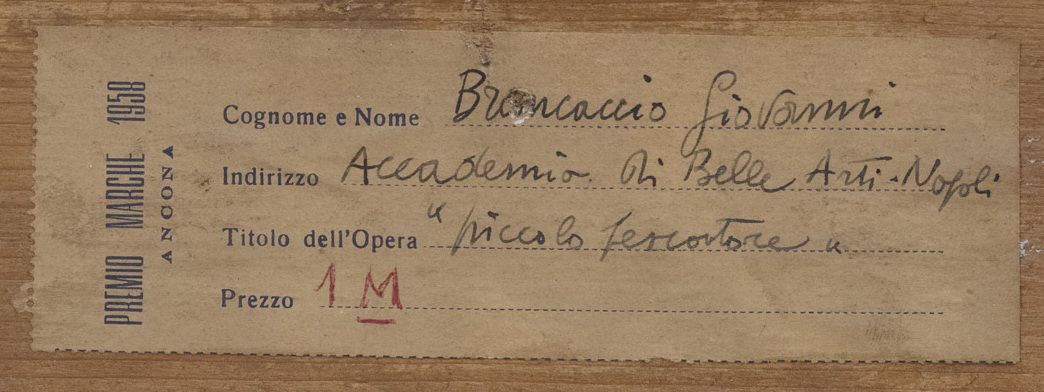 PREMIO MARCHE 1958
ANCONA
Cognome e Nome Brancaccio Giovanni
Indirizzo Accademia di Belle Arti - Napoli
Titolo dell'Opera "piccolo pescatore"
Prezzo 1 M